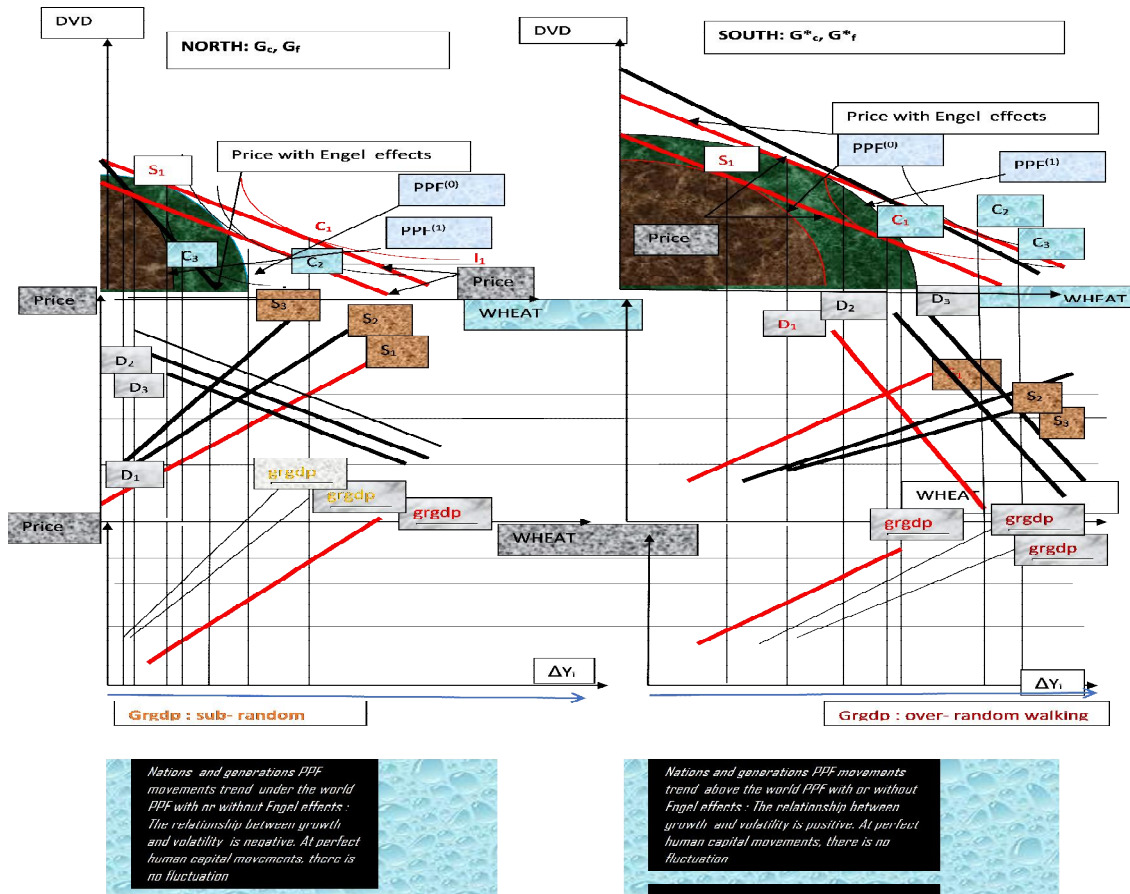 DVD
NORTH: Gc, Gf
Price with Engel effects
S1
PPF(0)
PPF(1)
C1
C2
C3
I1
Price
Price
WHEAT
S3
S2
S1
D2
D3
D1
grgdp
grgdp
grgdp
Price
WHEAT
ΔYi
Grgdp : sub- random
DVD
SOUTH: G*c, G*f
Price with Engel effects
S1
PPF(0)
PPF(1)
C1
C2
C3
Price
WHEAT
D1
D2
D3
S2
S3
WHEAT
grgdp
grgdp
grgdp
ΔYi
Grgdp : over- random walking
Nations and generations PPF
movements trend under the world
PPF with or without Engel effects :
The relationship between growth
and volatility is negative. At perfect
human capital movements, there is
no fluctuation
Nations and generations PPF movements
trend above the world PPF with or without
Engel effects : The relationship between
growth and volatility is positive. At perfect
human capital movements, there is no
fluctuation